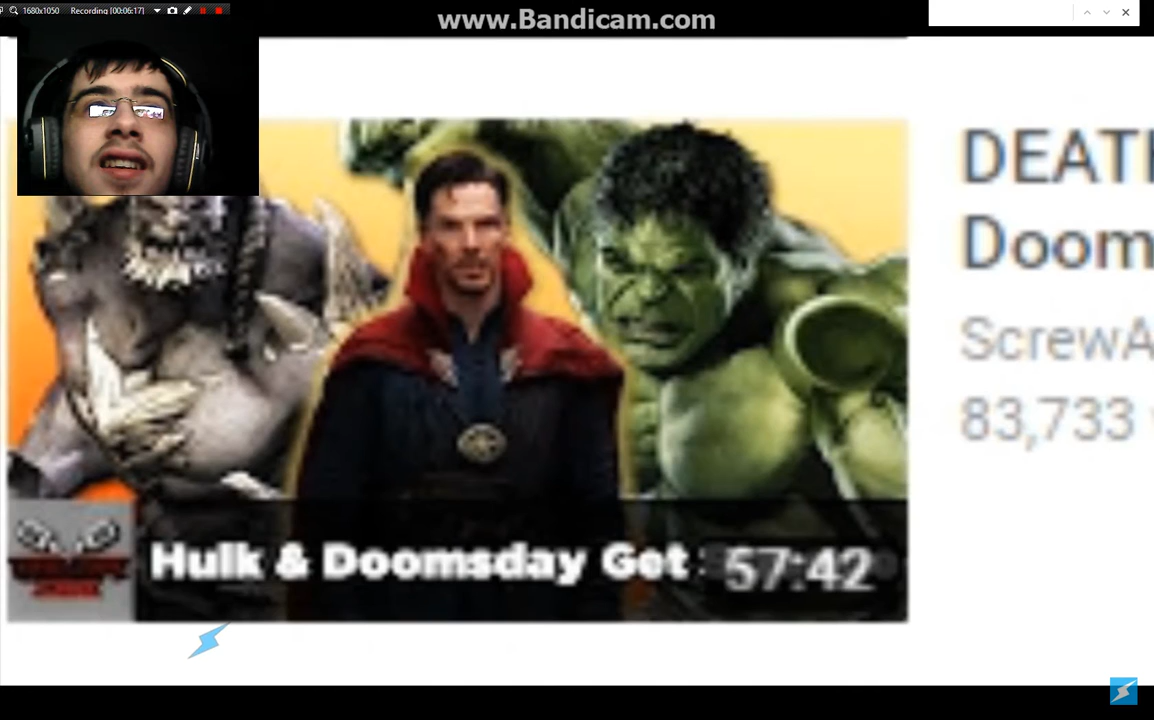 1680x1050 Recording [00:06:17]
www.Bandicam.com
DEAT
Doom
ScrewA
83,733
Hulk & Doomsday Get
57:42